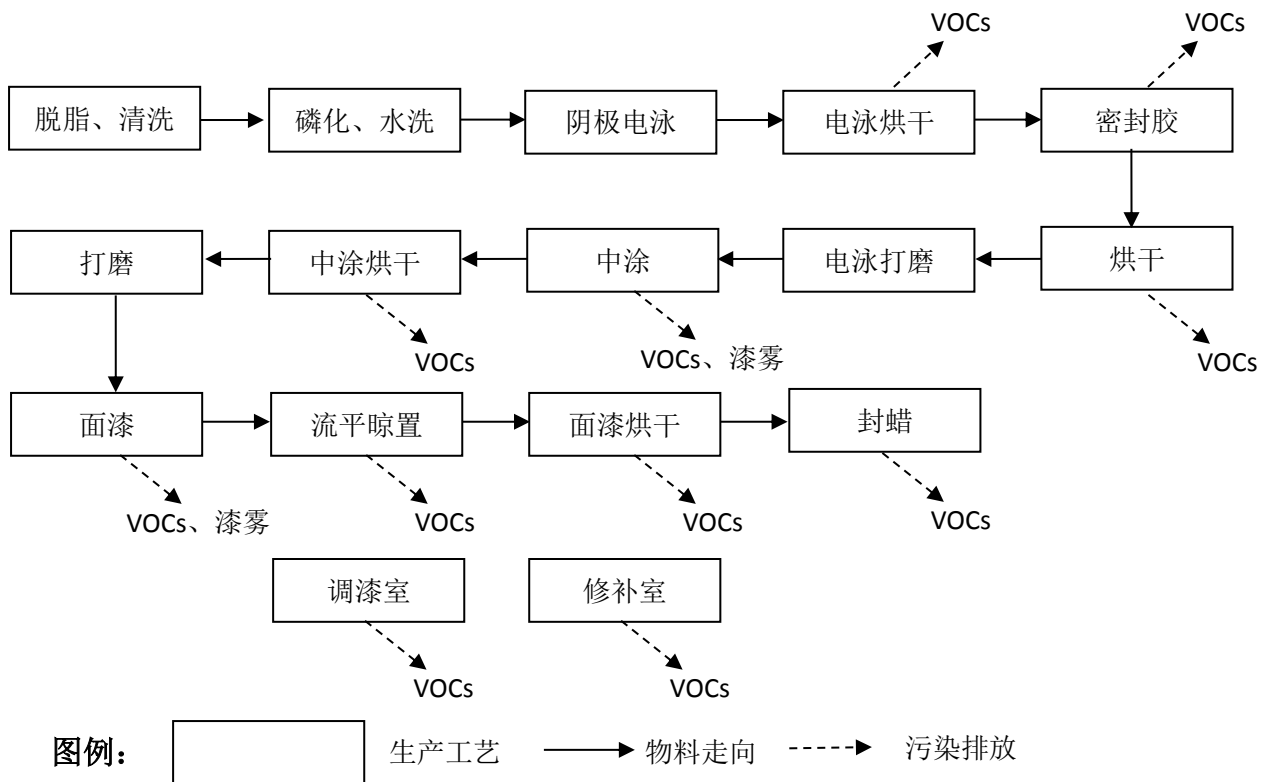 VOCs VOCs
脱脂、清洗 磷化、水洗 阴极电泳 电泳烘干 密封胶
打磨 中涂烘干 中涂 电泳打磨 烘干
VOCs VOCs、漆雾 VOCs
面漆 流平晾置 面漆烘干 封蜡
VOCs、漆雾 VOCs VOCs VOCs
调漆室 修补室
VOCs VOCs
图例： 生产工艺 物料走向 污染排放